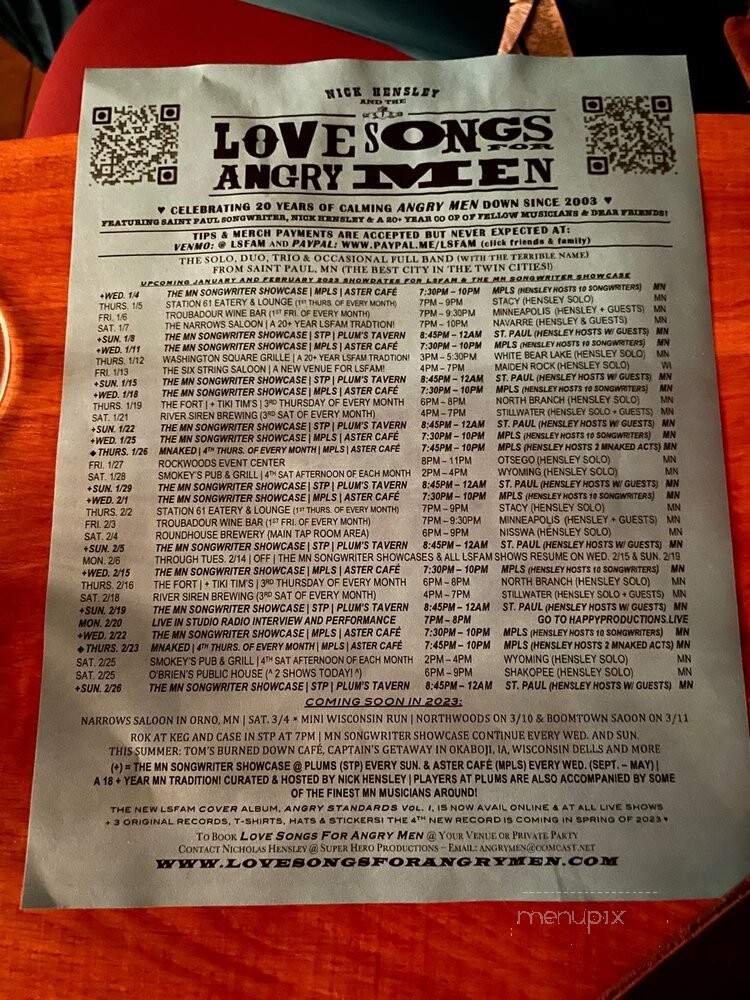 NICK HENSLEY
AND THE
LOVE SONGS FOR
ANGRY MEN
♥ CELEBRATING 20 YEARS OF CALMING ANGRY MEN DOWN SINCE 2003 ♥
FEATURING SAINT PAUL SONGWRITER, NICK HENSLEY & A 20+ YEAR CO OP OF FELLOW MUSICIANS & DEAR FRIENDS!
TIPS & MERCH PAYMENTS ARE ACCEPTED BUT NEVER EXPECTED AT:
VENMO: @ LSFAM AND PAYPAL: WWW.PAYPAL.ME/LSFAM (click friends & family)
THE SOLO, DUO, TRIO & OCCASIONAL FULL BAND (WITH THE TERRIBLE NAME)
FROM SAINT PAUL, MN (THE BEST CITY IN THE TWIN CITIES!)
UPCOMING JANUARY AND FEBRUARY 2023 SHOWDATES FOR LSFAM & THE MN SONGWRITER SHOWCASE
+WED. 1/4 THE MN SONGWRITER SHOWCASE | MPLS | ASTER CAFÉ 7:30PM – 10PM MPLS (HENSLEY HOSTS 10 SONGWRITERS) MN
THURS. 1/5 STATION 61 EATERY & LOUNGE (1ST THURS. OF EVERY MONTH) 7PM – 9PM STACY (HENSLEY SOLO) MN
FRI. 1/6 TROUBADOUR WINE BAR (1ST FRI. OF EVERY MONTH) 7PM – 9:30PM MINNEAPOLIS (HENSLEY + GUESTS) MN
SAT. 1/7 THE NARROWS SALOON | A 20+ YEAR LSFAM TRADTION! 7PM – 10PM NAVARRE (HENSLEY & GUESTS) MN
+SUN. 1/8 THE MN SONGWRITER SHOWCASE | STP | PLUM'S TAVERN 8:45PM – 12AM ST. PAUL (HENSLEY HOSTS W/ GUESTS) MN
+WED. 1/11 THE MN SONGWRITER SHOWCASE | MPLS | ASTER CAFÉ 7:30PM – 10PM MPLS (HENSLEY HOSTS 10 SONGWRITERS) MN
THURS. 1/12 WASHINGTON SQUARE GRILLE | A 20+ YEAR LSFAM TRADITION! 3PM – 5:30PM WHITE BEAR LAKE (HENSLEY SOLO) MN
FRI. 1/13 THE SIX STRING SALOON | A NEW VENUE FOR LSFAM! 4PM – 7PM MAIDEN ROCK (HENSLEY SOLO) WI
+SUN. 1/15 THE MN SONGWRITER SHOWCASE | STP | PLUM'S TAVERN 8:45PM – 12AM ST. PAUL (HENSLEY HOSTS W/ GUESTS) MN
+WED. 1/18 THE MN SONGWRITER SHOWCASE | MPLS | ASTER CAFÉ 7:30PM – 10PM MPLS (HENSLEY HOSTS 10 SONGWRITERS) MN
THURS. 1/19 THE FORT | + TIKI TIM'S | 3RD THURSDAY OF EVERY MONTH 6PM – 8PM NORTH BRANCH (HENSLEY SOLO) MN
SAT. 1/21 RIVER SIREN BREWING (3RD SAT OF EVERY MONTH) 4PM – 7PM STILLWATER (HENSLEY SOLO + GUESTS) MN
+SUN. 1/22 THE MN SONGWRITER SHOWCASE | STP | PLUM'S TAVERN 8:45PM – 12AM ST. PAUL (HENSLEY HOSTS W/ GUESTS) MN
+WED. 1/25 THE MN SONGWRITER SHOWCASE | MPLS | ASTER CAFÉ 7:30PM – 10PM MPLS (HENSLEY HOSTS 10 SONGWRITERS) MN
◆THURS. 1/26 MNAKED | 4TH THURS. OF EVERY MONTH | MPLS | ASTER CAFÉ 7:45PM – 10PM MPLS (HENSLEY HOSTS 2 MNAKED ACTS) MN
FRI. 1/27 ROCKWOODS EVENT CENTER 8PM – 11PM OTSEGO (HENSLEY SOLO) MN
SAT. 1/28 SMOKEY'S PUB & GRILL | 4TH SAT AFTERNOON OF EACH MONTH 2PM – 4PM WYOMING (HENSLEY SOLO) MN
+SUN. 1/29 THE MN SONGWRITER SHOWCASE | STP | PLUM'S TAVERN 8:45PM – 12AM ST. PAUL (HENSLEY HOSTS W/ GUESTS) MN
+WED. 2/1 THE MN SONGWRITER SHOWCASE | MPLS | ASTER CAFÉ 7:30PM – 10PM MPLS (HENSLEY HOSTS 10 SONGWRITERS) MN
THURS. 2/2 STATION 61 EATERY & LOUNGE (1ST THURS. OF EVERY MONTH) 7PM – 9PM STACY (HENSLEY SOLO) MN
FRI. 2/3 TROUBADOUR WINE BAR (1ST FRI. OF EVERY MONTH) 7PM – 9:30PM MINNEAPOLIS (HENSLEY + GUESTS) MN
SAT. 2/4 ROUNDHOUSE BREWERY (MAIN TAP ROOM AREA) 6PM – 9PM NISSWA (HENSLEY SOLO) MN
+SUN. 2/5 THE MN SONGWRITER SHOWCASE | STP | PLUM'S TAVERN 8:45PM – 12AM ST. PAUL (HENSLEY HOSTS W/ GUESTS) MN
MON. 2/6 THROUGH TUES. 2/14 | OFF | THE MN SONGWRITER SHOWCASES & ALL LSFAM SHOWS RESUME ON WED. 2/15 & SUN. 2/19
+WED. 2/15 THE MN SONGWRITER SHOWCASE | MPLS | ASTER CAFÉ 7:30PM – 10PM MPLS (HENSLEY HOSTS 10 SONGWRITERS) MN
THURS. 2/16 THE FORT | + TIKI TIM'S | 3RD THURSDAY OF EVERY MONTH 6PM – 8PM NORTH BRANCH (HENSLEY SOLO) MN
SAT. 2/18 RIVER SIREN BREWING (3RD SAT OF EVERY MONTH) 4PM – 7PM STILLWATER (HENSLEY SOLO + GUESTS) MN
+SUN. 2/19 THE MN SONGWRITER SHOWCASE | STP | PLUM'S TAVERN 8:45PM – 12AM ST. PAUL (HENSLEY HOSTS W/ GUESTS) MN
MON. 2/20 LIVE IN STUDIO RADIO INTERVIEW AND PERFORMANCE 7PM – 8PM GO TO HAPPYPRODUCTIONS.LIVE
+WED. 2/22 THE MN SONGWRITER SHOWCASE | MPLS | ASTER CAFÉ 7:30PM – 10PM MPLS (HENSLEY HOSTS 10 SONGWRITERS) MN
◆THURS. 2/23 MNAKED | 4TH THURS. OF EVERY MONTH | MPLS | ASTER CAFÉ 7:45PM – 10PM MPLS (HENSLEY HOSTS 2 MNAKED ACTS) MN
SAT. 2/25 SMOKEY'S PUB & GRILL | 4TH SAT AFTERNOON OF EACH MONTH 2PM – 4PM WYOMING (HENSLEY SOLO) MN
SAT. 2/25 O'BRIEN'S PUBLIC HOUSE (^ 2 SHOWS TODAY! ^) 6PM – 9PM SHAKOPEE (HENSLEY SOLO) MN
+SUN. 2/26 THE MN SONGWRITER SHOWCASE | STP | PLUM'S TAVERN 8:45PM – 12AM ST. PAUL (HENSLEY HOSTS W/ GUESTS) MN
COMING SOON IN 2023:
NARROWS SALOON IN ORNO, MN | SAT. 3/4 * MINI WISCONSIN RUN | NORTHWOODS ON 3/10 & BOOMTOWN SAOON ON 3/11
ROK AT KEG AND CASE IN STP AT 7PM | MN SONGWRITER SHOWCASE CONTINUE EVERY WED. AND SUN.
THIS SUMMER: TOM'S BURNED DOWN CAFÉ, CAPTAIN'S GETAWAY IN OKABOJI, IA, WISCONSIN DELLS AND MORE
(+) = THE MN SONGWRITER SHOWCASE @ PLUMS (STP) EVERY SUN. & ASTER CAFÉ (MPLS) EVERY WED. (SEPT. – MAY) |
A 18 + YEAR MN TRADITION! CURATED & HOSTED BY NICK HENSLEY | PLAYERS AT PLUMS ARE ALSO ACCOMPANIED BY SOME
OF THE FINEST MN MUSICIANS AROUND!
THE NEW LSFAM COVER ALBUM, ANGRY STANDARDS VOL. 1, IS NOW AVAIL ONLINE & AT ALL LIVE SHOWS
+ 3 ORIGINAL RECORDS, T-SHIRTS, HATS & STICKERS! THE 4TH NEW RECORD IS COMING IN SPRING OF 2023 ♥
TO BOOK LOVE SONGS FOR ANGRY MEN @ YOUR VENUE OR PRIVATE PARTY
CONTACT NICHOLAS HENSLEY @ SUPER HERO PRODUCTIONS – EMAIL: ANGRYMEN@COMCAST.NET
WWW.LOVESONGSFORANGRYMEN.COM
menupix